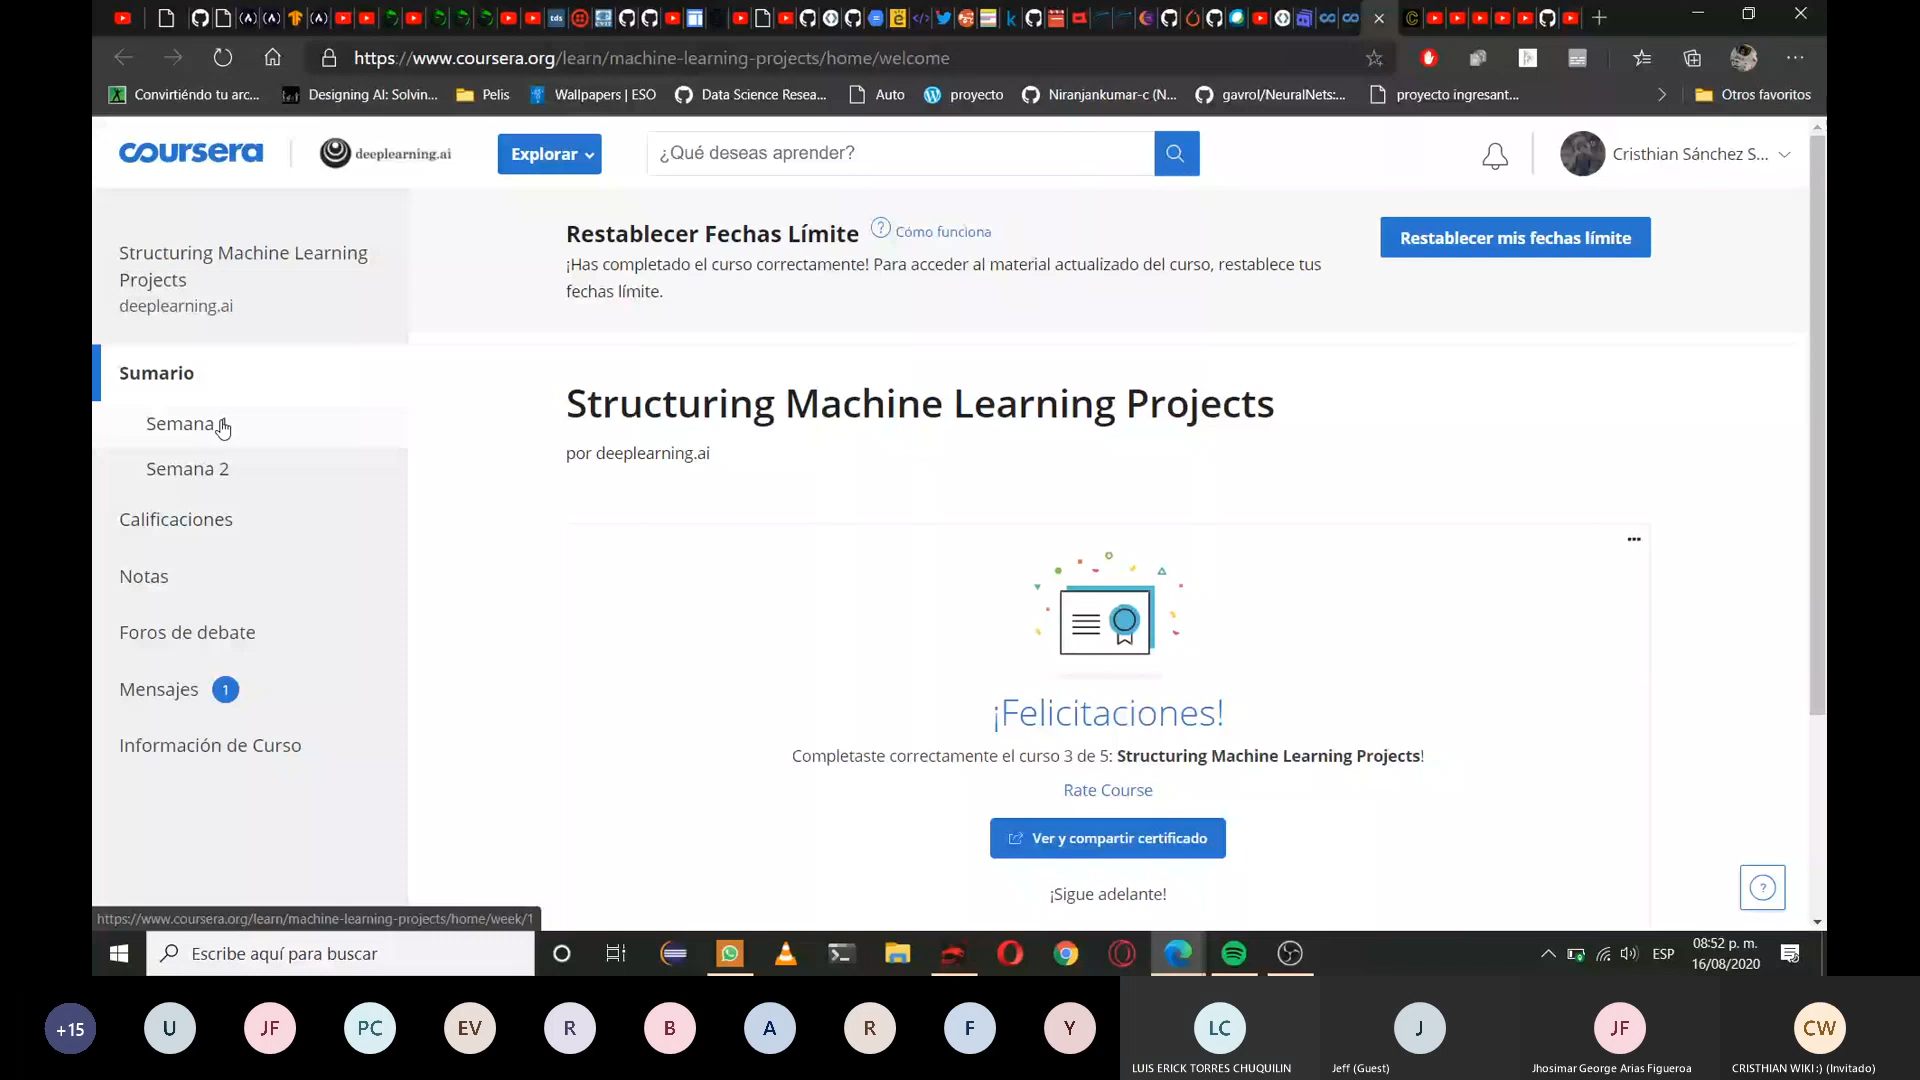 https://www.coursera.org/learn/machine-learning-projects/home/welcome
Convirtiéndo tu arc...
Designing AI: Solvin...
Pelis
Wallpapers | ESO
Data Science Resea...
Auto
proyecto
Niranjankumar-c (N...
gavrol/NeuralNets:...
proyecto ingresant...
Otros favoritos
coursera
deeplearning.ai
Explorar
¿Qué deseas aprender?
Cristhian Sánchez S...
Structuring Machine Learning
Projects
deeplearning.ai
Restablecer Fechas Límite
? Cómo funciona
¡Has completado el curso correctamente! Para acceder al material actualizado del curso, restablece tus
fechas límite.
Restablecer mis fechas límite
Sumario
Semana
Semana 2
Calificaciones
Notas
Foros de debate
Mensajes 1
Información de Curso
Structuring Machine Learning Projects
por deeplearning.ai
¡Felicitaciones!
Completaste correctamente el curso 3 de 5: Structuring Machine Learning Projects!
Rate Course
Ver y compartir certificado
¡Sigue adelante!
?
https://www.coursera.org/learn/machine-learning-projects/home/week/1
Escribe aquí para buscar
ESP
08:52 p. m.
16/08/2020
+15
U
JF
PC
EV
R
B
A
R
F
Y
LC
J
JF
CW
LUIS ERICK TORRES CHUQUILIN
Jeff (Guest)
Jhosimar George Arias Figueroa
CRISTHIAN WIKI :) (Invitado)